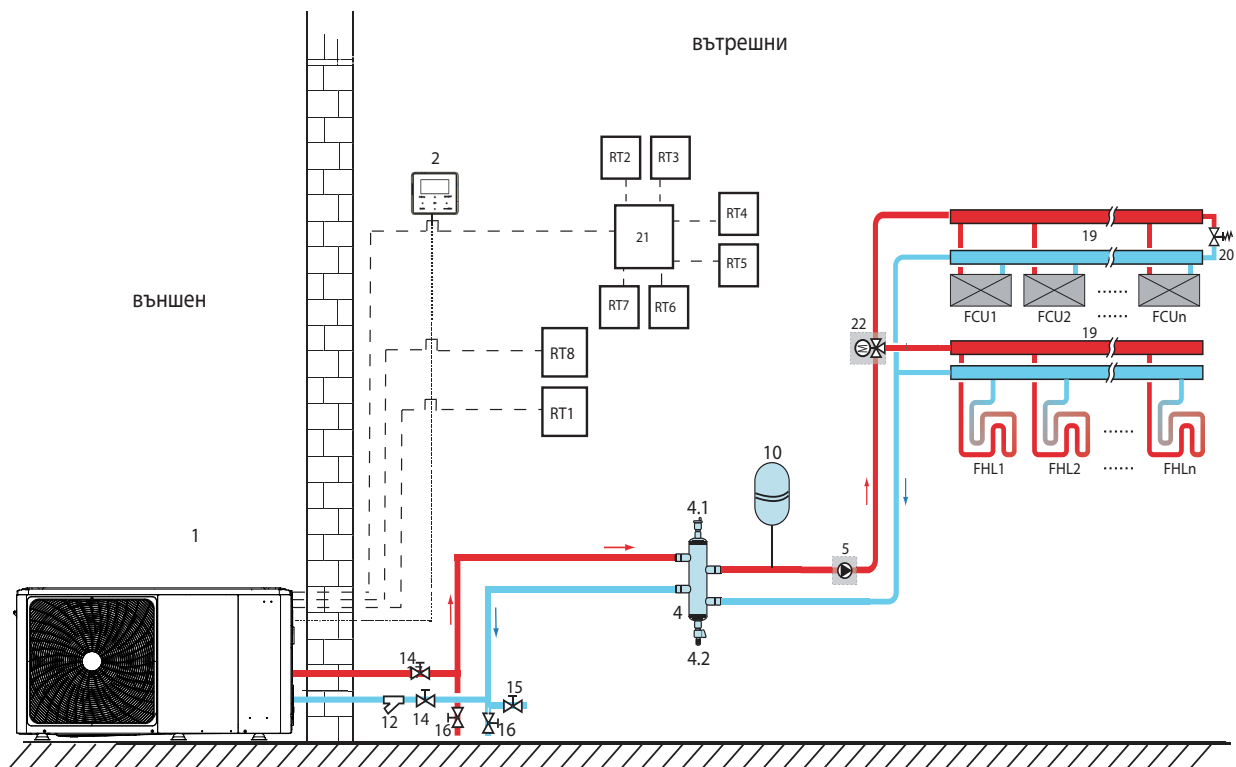 вътрешни
2
RT2
RT3
21
RT4
RT5
RT7
RT6
външен
19
20
FCU1
FCU2
......
......
FCUn
22
M
19
RT8
RT1
......
......
FHL1
FHL2
FHLn
10
4.1
5
1
4
4.2
14
12
14
15
16
16